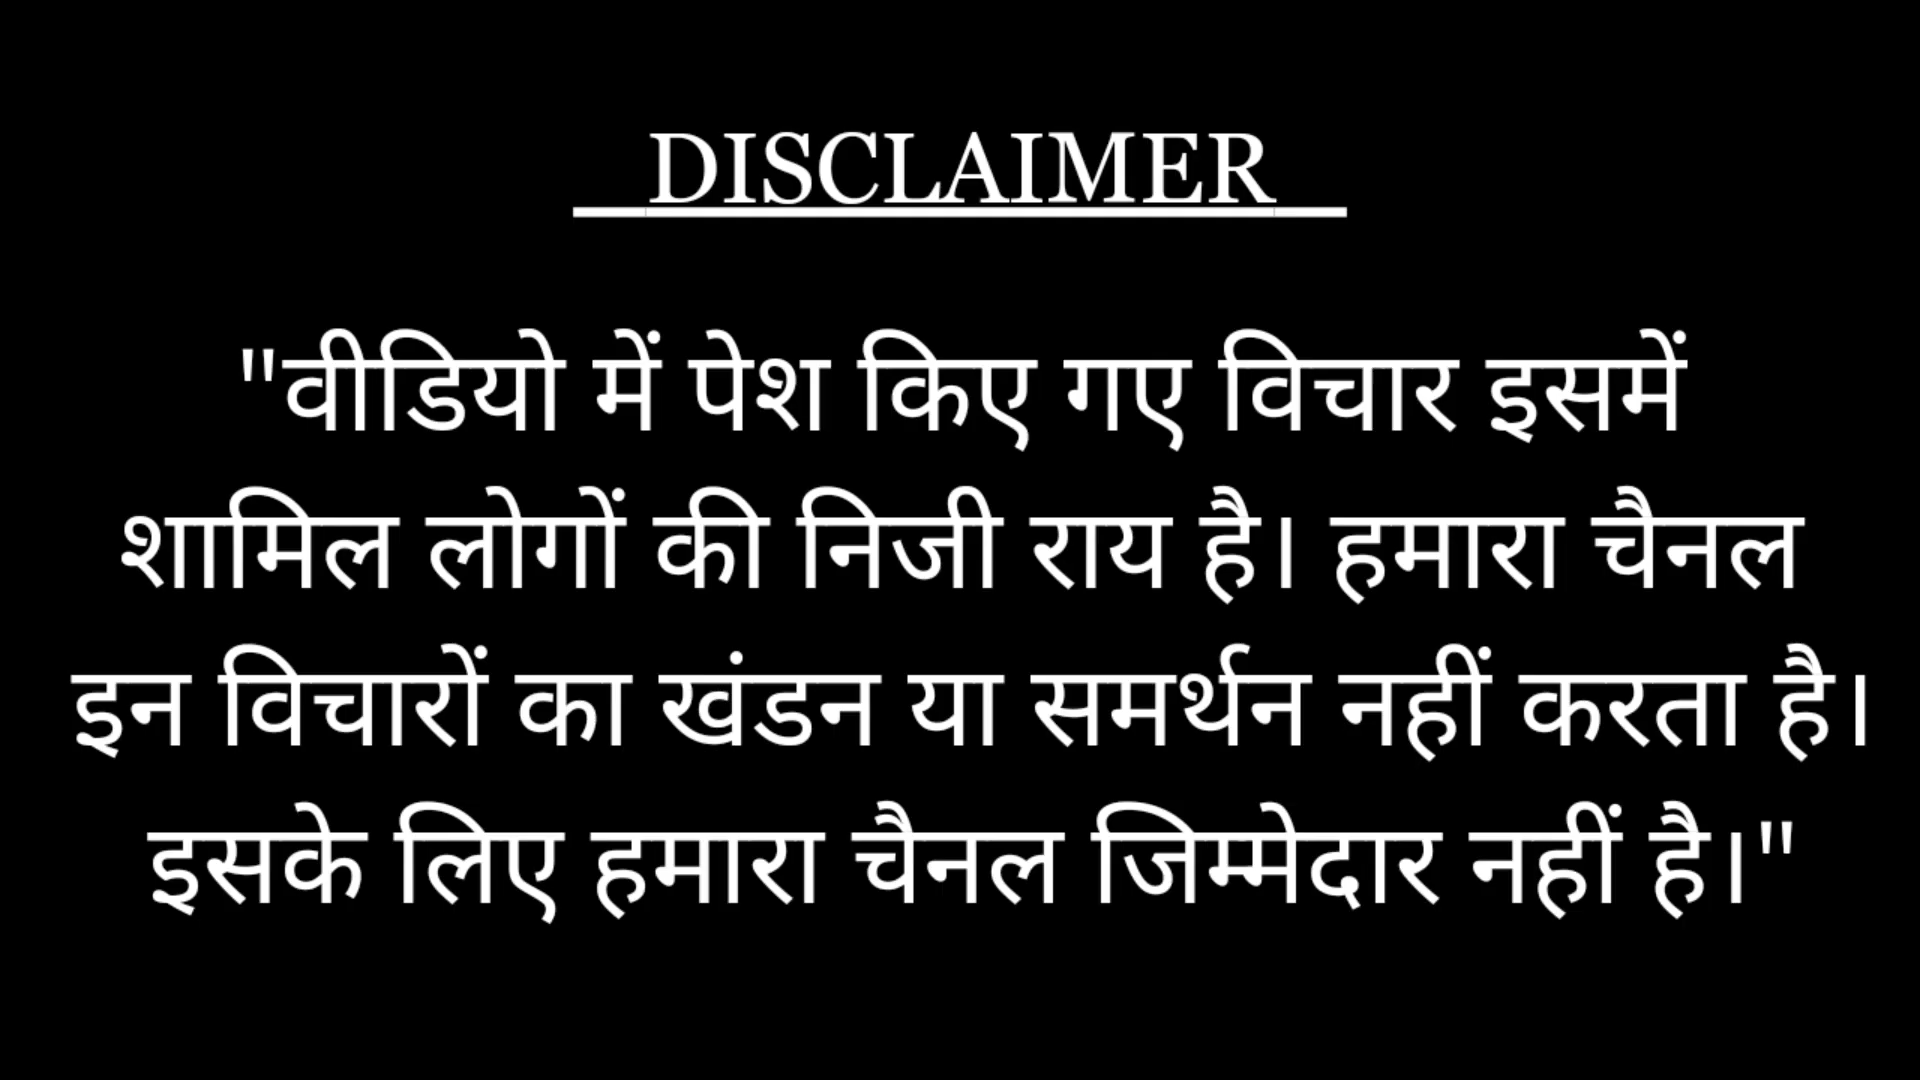 DISCLAIMER
"वीडियो में पेश किए गए विचार इसमें
शामिल लोगों की निजी राय है। हमारा चैनल
इन विचारों का खंडन या समर्थन नहीं करता है।
इसके लिए हमारा चैनल जिम्मेदार नहीं है।"